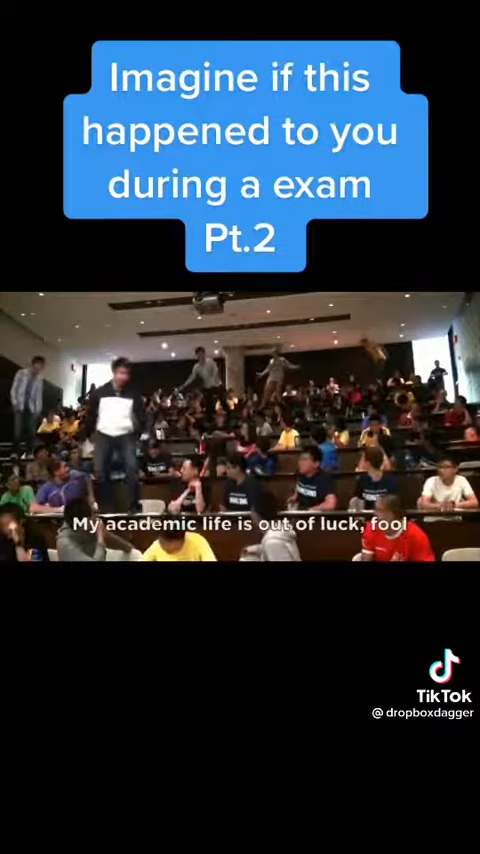 Imagine if this
happened to you
during a exam
Pt.2
My academic life is out of luck, fool
TikTok
@dropboxdagger